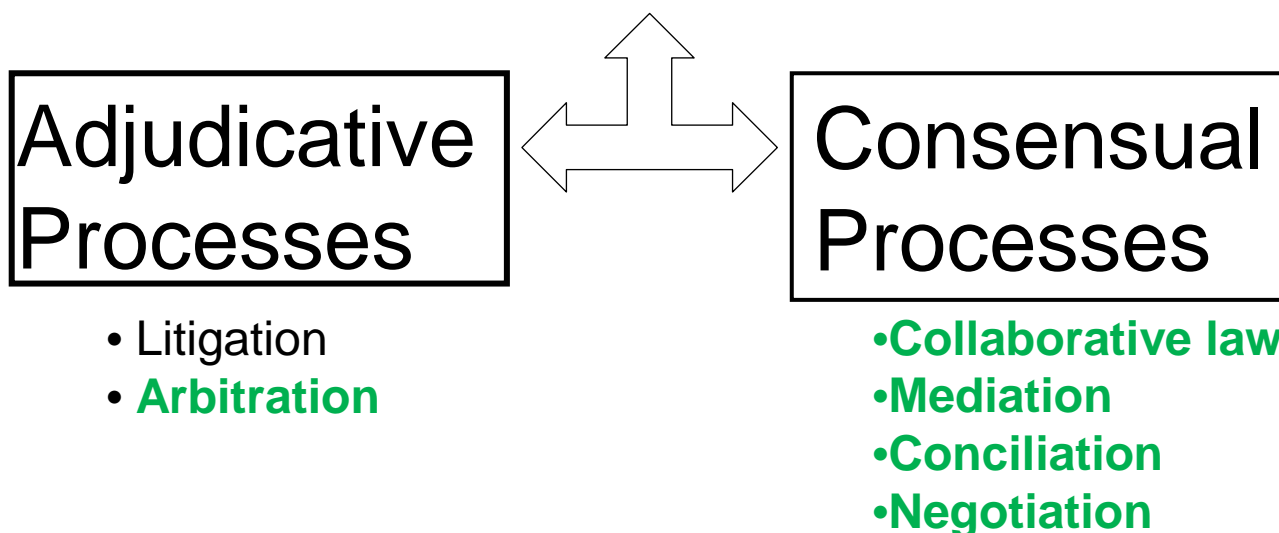 Adjudicative
Processes
• Litigation
• Arbitration
Consensual
Processes
•Collaborative law
•Mediation
•Conciliation
•Negotiation